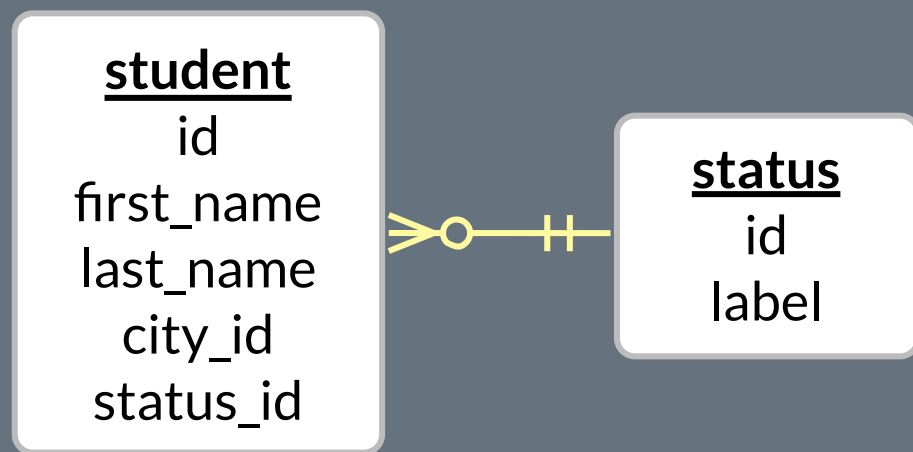 student
id
first_name
last_name
city_id
status_id
status
id
label